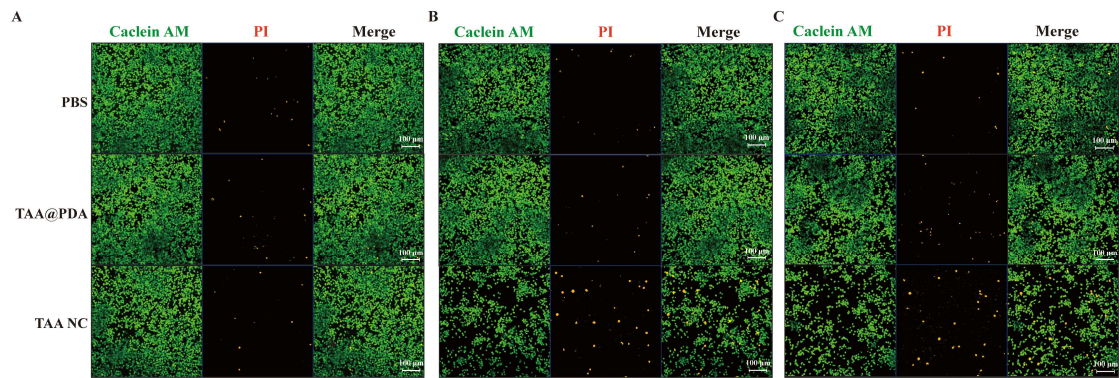 A B C
Caclein AM PI Merge Caclein AM PI Merge Caclein AM PI Merge
PBS
100 μm 100 μm 100 μm
TAA@PDA
100 μm 100 μm 100 μm
TAA NC
100 μm 100 μm 100 μm